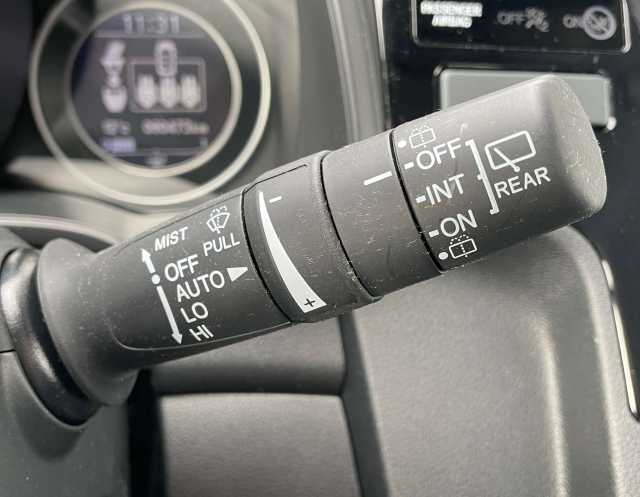 11:31
PASSENGER
AIRBAG
OFF
ON
MIST
PULL
OFF
AUTO
LO
HI
-
+
OFF
INT
ON
REAR